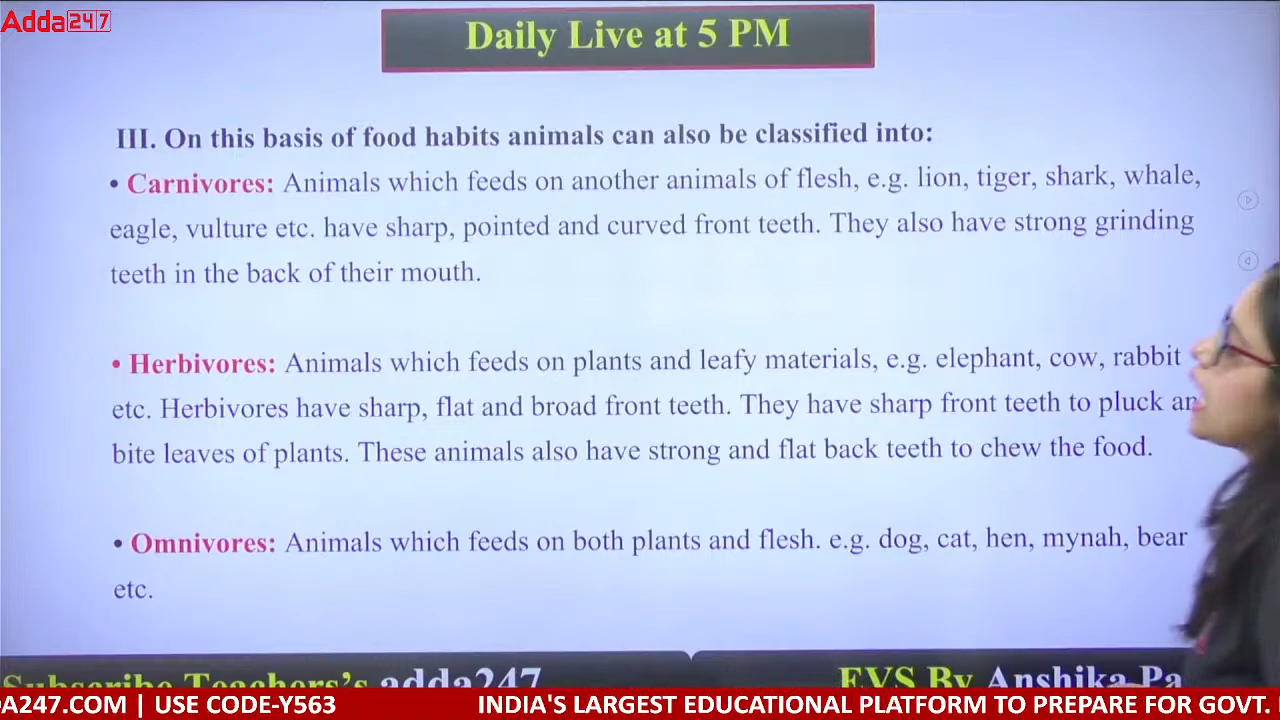 Adda247
Daily Live at 5 PM
III. On this basis of food habits animals can also be classified into:
• Carnivores: Animals which feeds on another animals of flesh, e.g. lion, tiger, shark, whale,
eagle, vulture etc. have sharp, pointed and curved front teeth. They also have strong grinding
teeth in the back of their mouth.
• Herbivores: Animals which feeds on plants and leafy materials, e.g. elephant, cow, rabbit
etc. Herbivores have sharp, flat and broad front teeth. They have sharp front teeth to pluck an
bite leaves of plants. These animals also have strong and flat back teeth to chew the food.
• Omnivores: Animals which feeds on both plants and flesh. e.g. dog, cat, hen, mynah, bear
etc.
Subscribe Teachers's adda247
EVS By Anshika Pa
DA247.COM | USE CODE-Y563
INDIA'S LARGEST EDUCATIONAL PLATFORM TO PREPARE FOR GOVT.